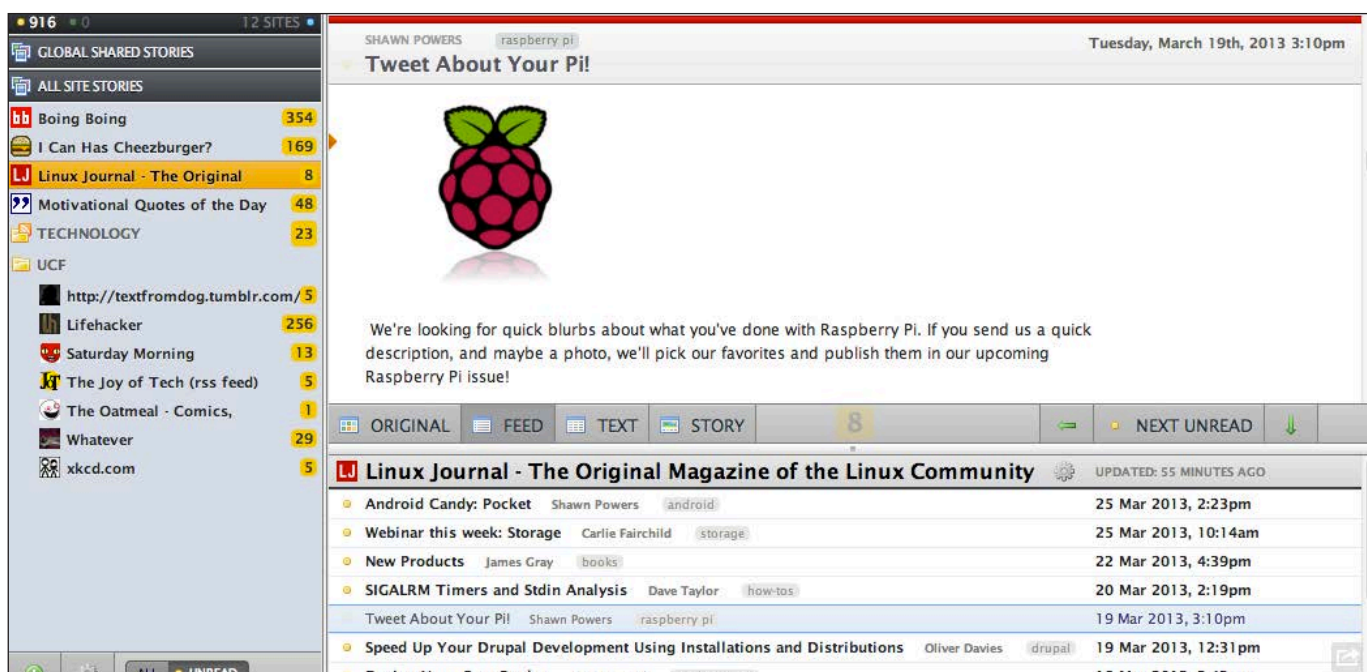 916 0 12 SITES
GLOBAL SHARED STORIES
ALL SITE STORIES
bb Boing Boing 354
I Can Has Cheezburger? 169
LJ Linux Journal - The Original 8
Motivational Quotes of the Day 48
TECHNOLOGY 23
UCF
http://textfromdog.tumblr.com/ 5
lh Lifehacker 256
Saturday Morning 13
JoT The Joy of Tech (rss feed) 5
The Oatmeal - Comics, 1
Whatever 29
xkcd.com 5
ALL UNREAD
SHAWN POWERS raspberry pi
Tuesday, March 19th, 2013 3:10pm
Tweet About Your Pi!
We're looking for quick blurbs about what you've done with Raspberry Pi. If you send us a quick
description, and maybe a photo, we'll pick our favorites and publish them in our upcoming
Raspberry Pi issue!
ORIGINAL FEED TEXT STORY 8 NEXT UNREAD
LJ Linux Journal - The Original Magazine of the Linux Community UPDATED: 55 MINUTES AGO
Android Candy: Pocket Shawn Powers android 25 Mar 2013, 2:23pm
Webinar this week: Storage Carlie Fairchild storage 25 Mar 2013, 10:14am
New Products James Gray books 22 Mar 2013, 4:39pm
SIGALRM Timers and Stdin Analysis Dave Taylor how-tos 20 Mar 2013, 2:19pm
Tweet About Your Pi! Shawn Powers raspberry pi 19 Mar 2013, 3:10pm
Speed Up Your Drupal Development Using Installations and Distributions Oliver Davies drupal 19 Mar 2013, 12:31pm